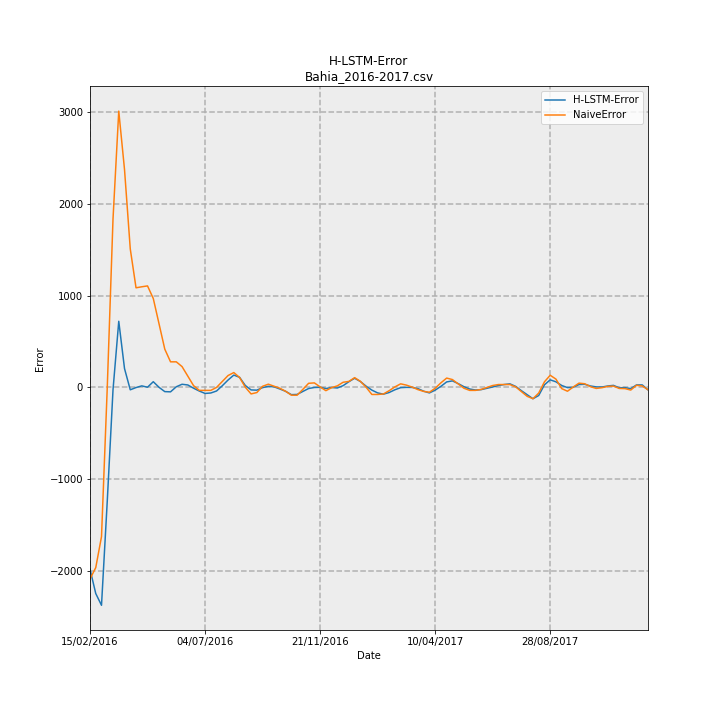 H-LSTM-Error
Bahia_2016-2017.csv
H-LSTM-Error
NaiveError
3000
2000
1000
0
−1000
−2000
Error
15/02/2016
04/07/2016
21/11/2016
10/04/2017
28/08/2017
Date